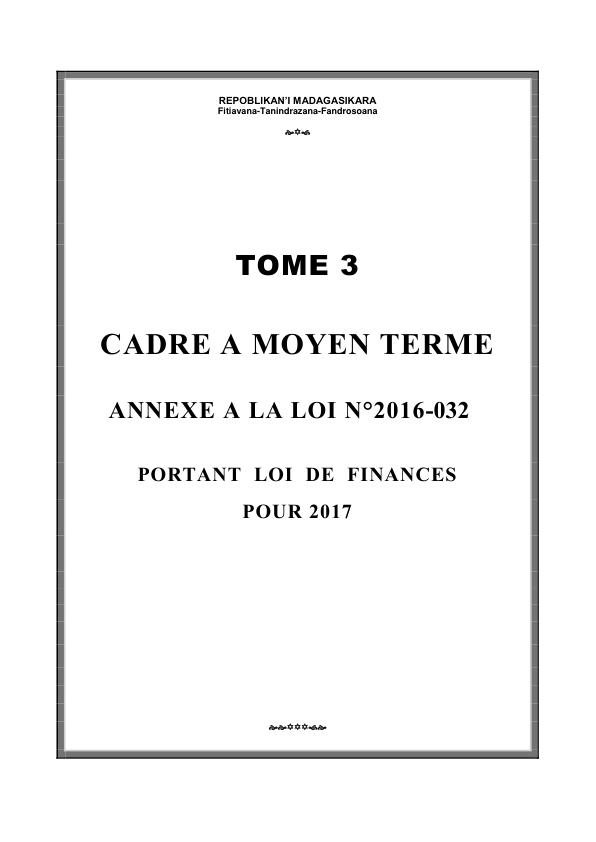 REPOBLIKAN'I MADAGASIKARA
Fitiavana-Tanindrazana-Fandrosoana
TOME 3
CADRE A MOYEN TERME
ANNEXE A LA LOI N°2016-032
PORTANT LOI DE FINANCES
POUR 2017